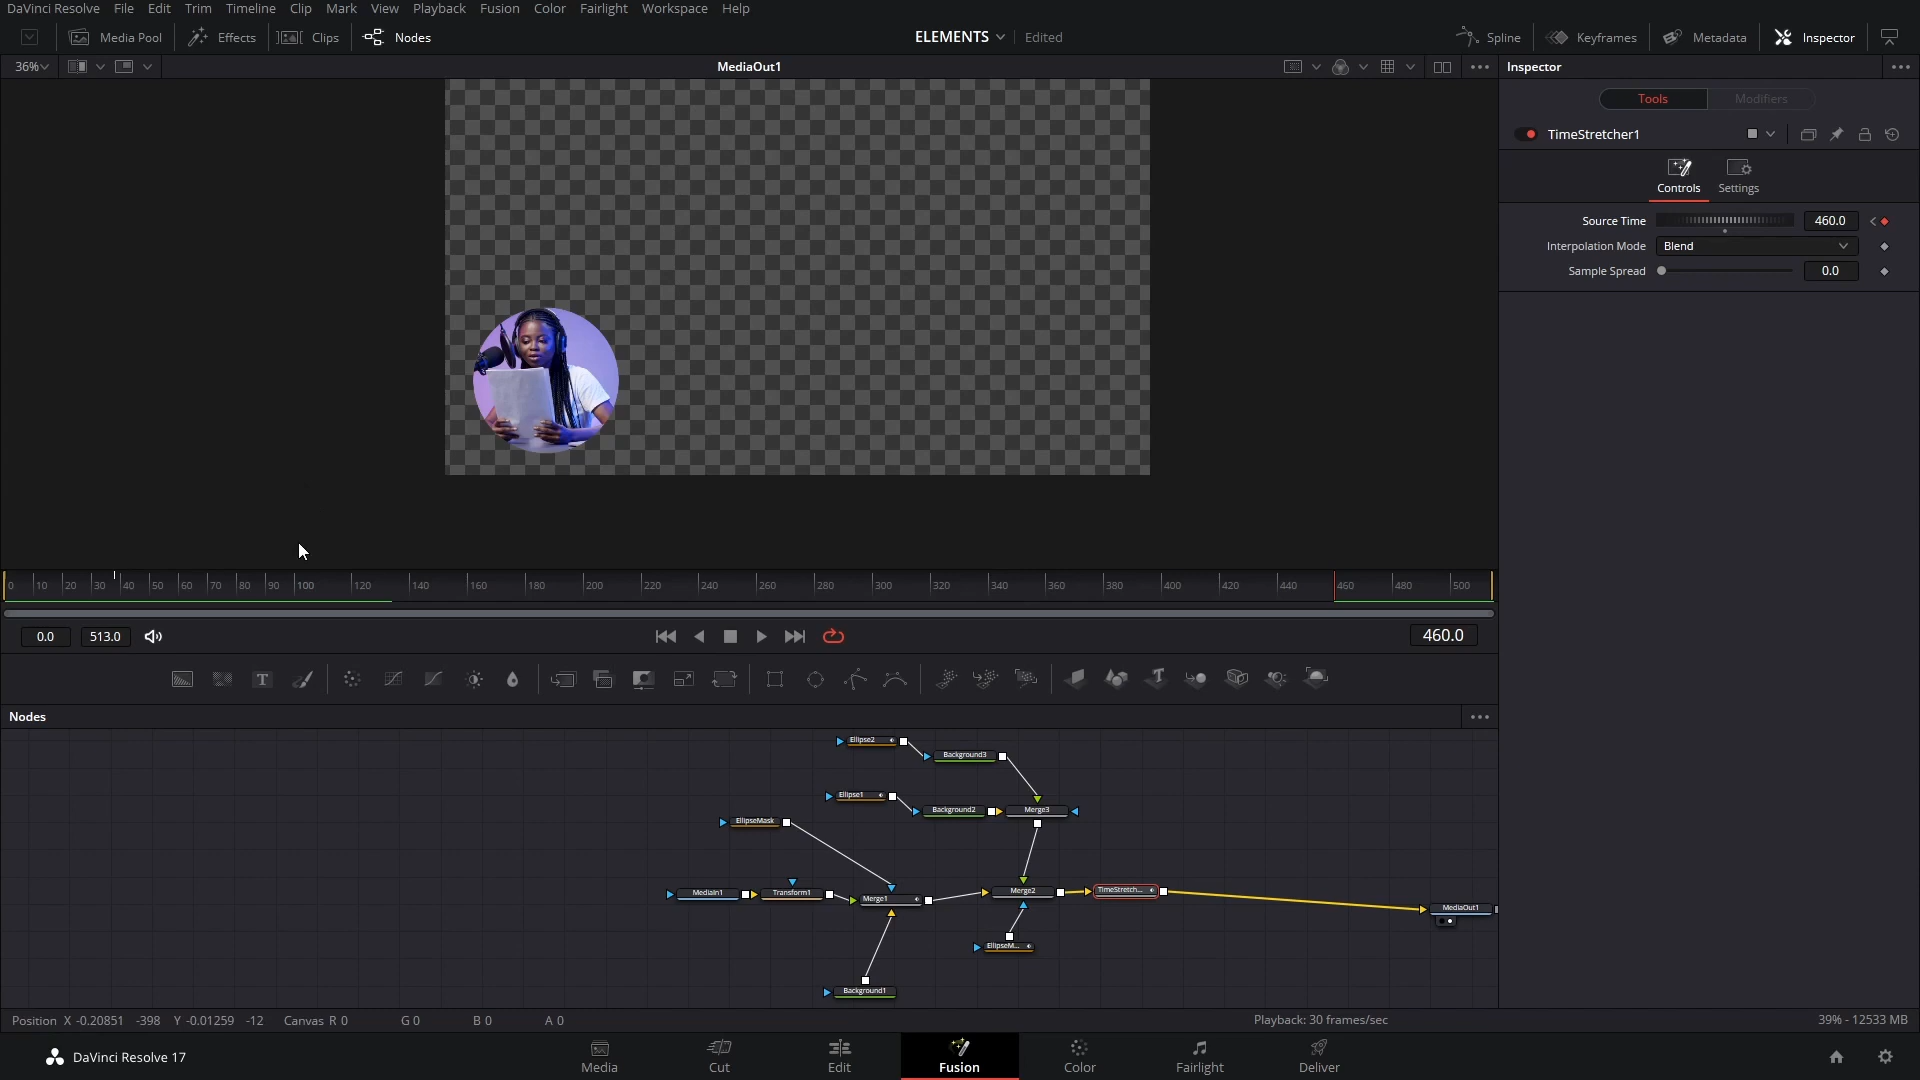 DaVinci Resolve File Edit Trim Timeline Clip Mark View Playback Fusion Color Fairlight Workspace Help
Media Pool Effects Clips Nodes ELEMENTS Edited Spline Keyframes Metadata Inspector
36% MediaOut1 Inspector
Tools Modifiers
TimeStretcher1
Controls Settings
Source Time 460.0
Interpolation Mode Blend
Sample Spread 0.0
0 10 20 30 40 50 60 70 80 90 100 120 140 160 180 200 220 240 260 280 300 320 340 360 380 400 420 440 460 480 500
0.0 513.0 460.0
Nodes
Ellipse2
Background3
Ellipse1
Background2 Merge3
EllipseMask
MediaIn1 Transform1 Merge1 Merge2 TimeStretch... MediaOut1
EllipseM...
Background1
Position X -0.20851 -398 Y -0.01259 -12 Canvas R 0 G 0 B 0 A 0 Playback: 30 frames/sec 39% - 12533 MB
DaVinci Resolve 17 Media Cut Edit Fusion Color Fairlight Deliver